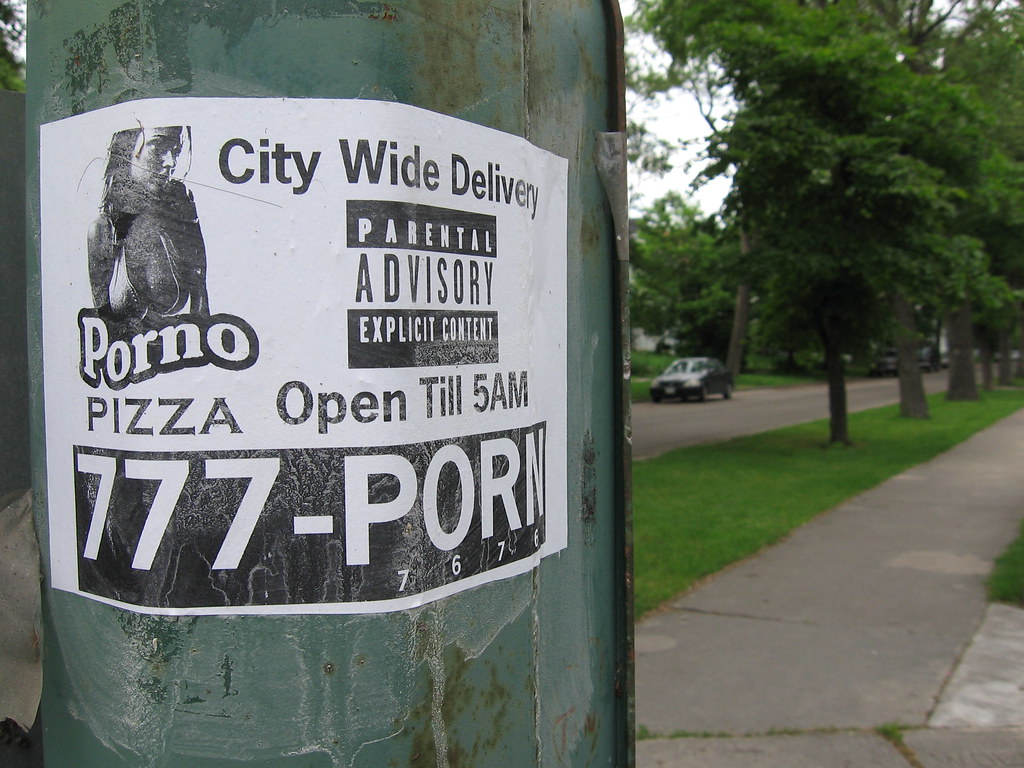 City Wide Delivery
PARENTAL
ADVISORY
EXPLICIT CONTENT
Porno
PIZZA
Open Till 5AM
777-PORN
7 6 7 6